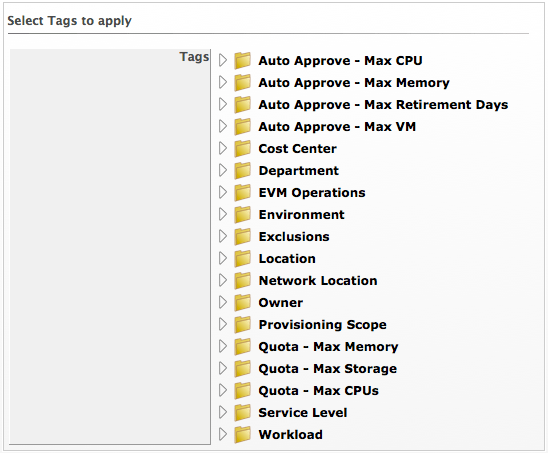 Select Tags to apply
Tags
Auto Approve - Max CPU
Auto Approve - Max Memory
Auto Approve - Max Retirement Days
Auto Approve - Max VM
Cost Center
Department
EVM Operations
Environment
Exclusions
Location
Network Location
Owner
Provisioning Scope
Quota - Max Memory
Quota - Max Storage
Quota - Max CPUs
Service Level
Workload